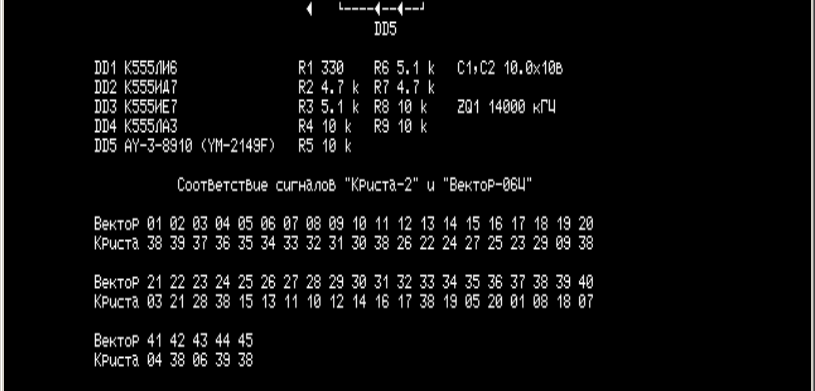 DD5
DD1 К555ЛИ6 R1 330 R6 5.1 k C1,C2 10.0x10в
DD2 К555ИД7 R2 4.7 k R7 4.7 k
DD3 К555ИЕ7 R3 5.1 k R8 10 k ZQ1 14000 кГЦ
DD4 К555ЛА3 R4 10 k R9 10 k
DD5 AY-3-8910 (YM-2149F) R5 10 k
Соответствие сигналов "Криста-2" и "Вектор-06Ц"
Вектор 01 02 03 04 05 06 07 08 09 10 11 12 13 14 15 16 17 18 19 20
Криста 38 39 37 36 35 34 33 32 31 30 38 26 22 24 27 25 23 29 09 38
Вектор 21 22 23 24 25 26 27 28 29 30 31 32 33 34 35 36 37 38 39 40
Криста 03 21 28 38 15 13 11 10 12 14 16 17 38 19 05 20 01 08 18 07
Вектор 41 42 43 44 45
Криста 04 38 06 39 38